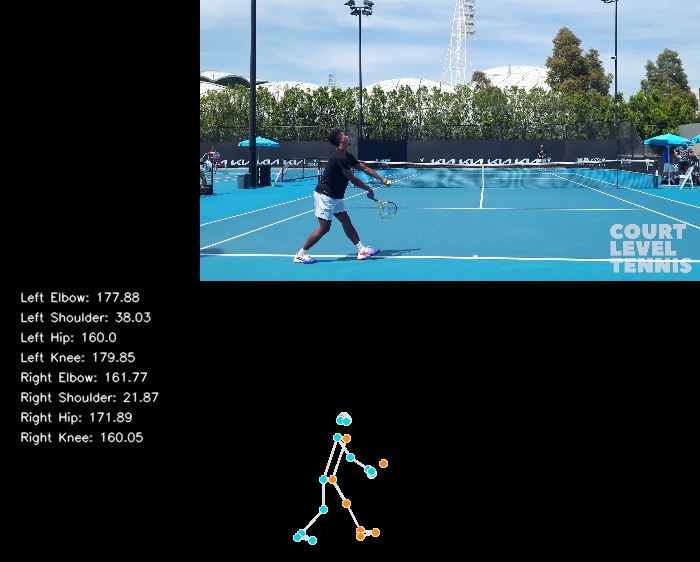 COURT
LEVEL
TENNIS
Left Elbow: 177.88
Left Shoulder: 38.03
Left Hip: 160.0
Left Knee: 179.85
Right Elbow: 161.77
Right Shoulder: 21.87
Right Hip: 171.89
Right Knee: 160.05